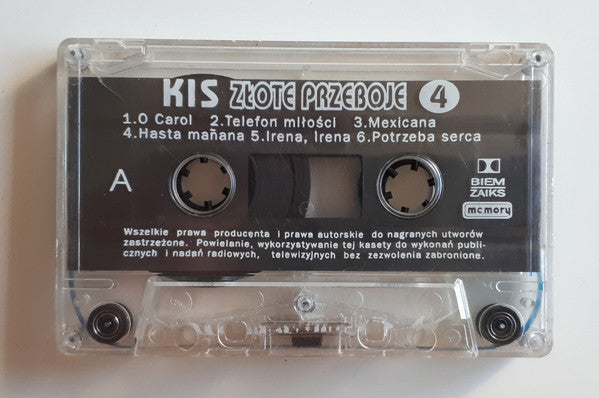 KIS ZŁOTE PRZEBOJE 4
1.O Carol 2.Telefon miłości 3.Mexicana
4.Hasta mañana 5.Irena, Irena 6.Potrzeba serca
A
BIEM
ZAIKS
memory
Wszelkie prawa producenta i prawa autorskie do nagranych utworów
zastrzeżone. Powielanie, wykorzystywanie tej kasety do wykonań publi-
cznych i nadań radiowych, telewizyjnych bez zezwolenia zabronione.